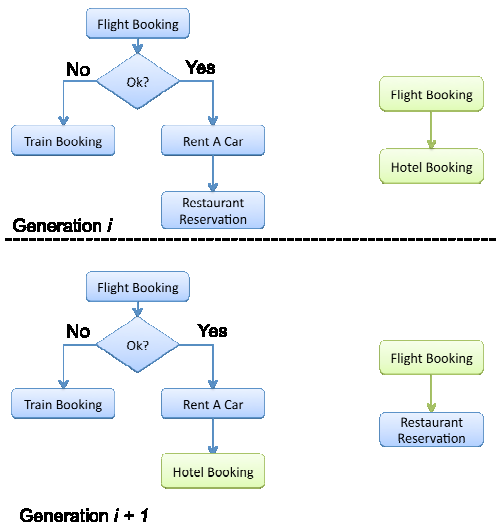 Flight Booking
No
Yes
Ok?
Flight Booking
Train Booking
Rent A Car
Hotel Booking
Restaurant
Reservation
Generation i
Flight Booking
No
Yes
Ok?
Flight Booking
Train Booking
Rent A Car
Restaurant
Reservation
Hotel Booking
Generation i + 1